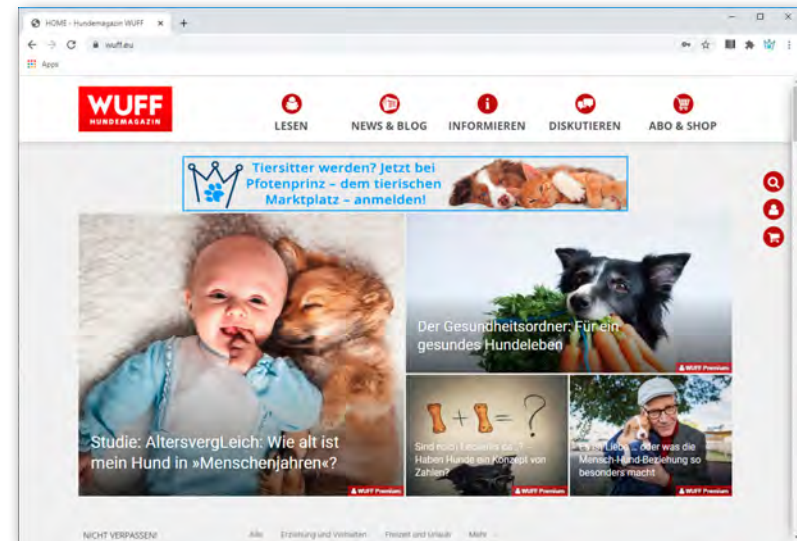 HOME - Hundemagazin WUFF
wuff.eu
Apps
WUFF
HUNDEMAGAZIN
LESEN
NEWS & BLOG
INFORMIEREN
DISKUTIEREN
ABO & SHOP
Tiersitter werden? Jetzt bei
Pfotenprinz – dem tierischen
Marktplatz – anmelden!
Studie: AltersvergLeich: Wie alt ist
mein Hund in »Menschenjahren«?
WUFF Premium
Der Gesundheitsordner: Für ein
gesundes Hundeleben
WUFF Premium
1 + 1 = ?
Haben Hunde ein Konzept von
Zahlen?
WUFF Premium
oder was die
Mensch-Hund-Beziehung so
besonders macht
WUFF Premium
NICHT VERPASSEN!
Alle
Erziehung und Verhalten
Freizeit und Urlaub
Mehr